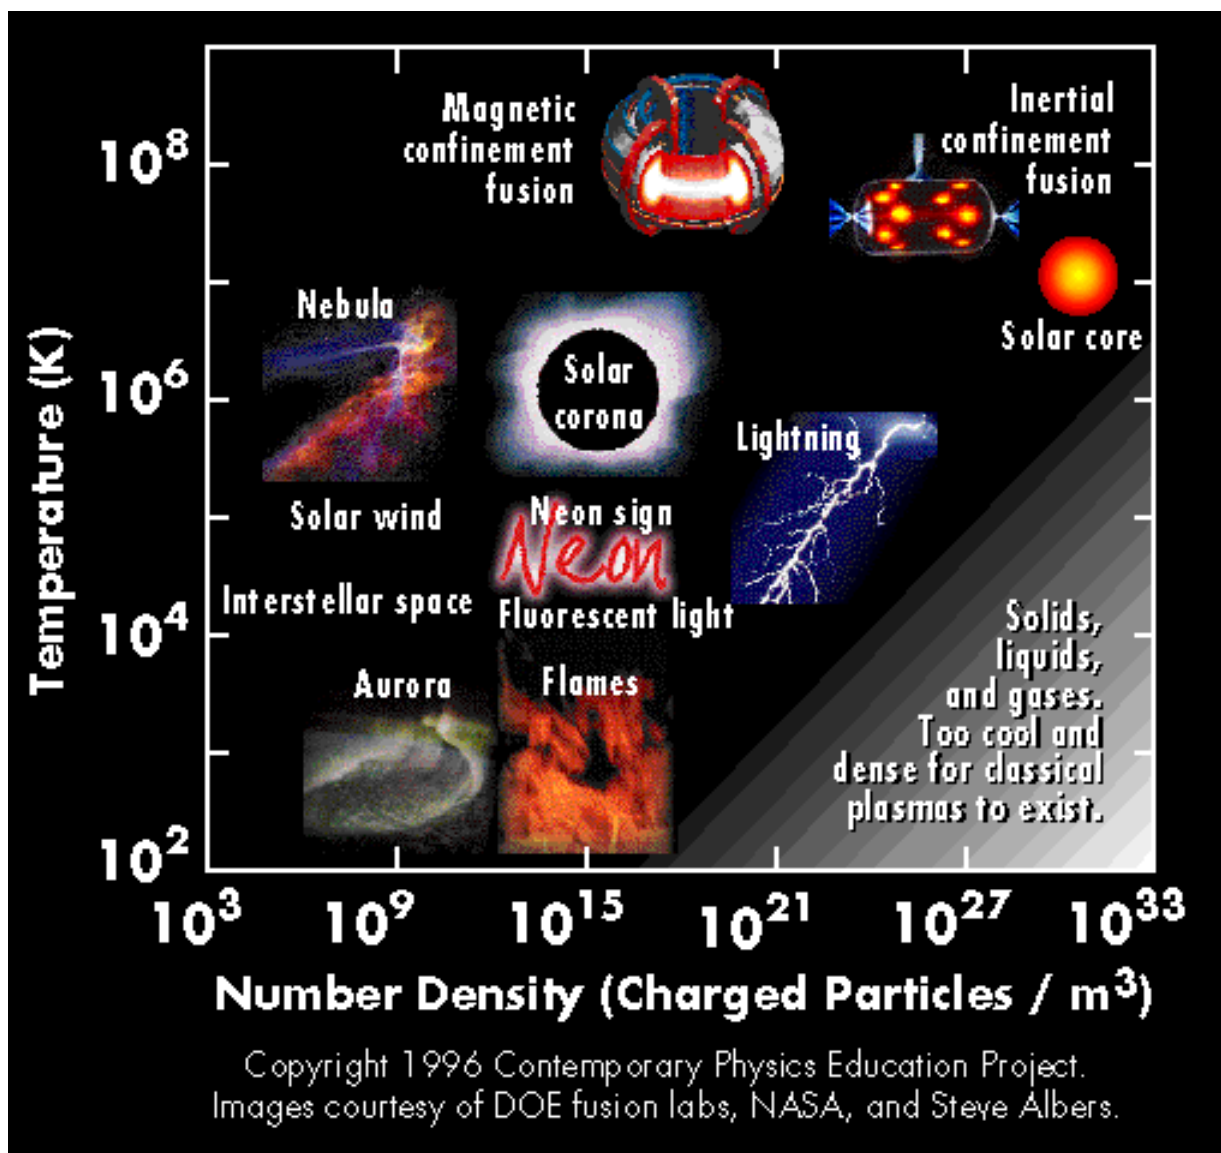 Magnetic
confinement
fusion
Inertial
confinement
fusion
10⁸
Solar core
Nebula
Solar
corona
10⁶
Lightning
Solar wind
Neon sign
Neon
Interstellar space
Fluorescent light
10⁴
Aurora
Flames
Solids,
liquids,
and gases.
Too cool and
dense for classical
plasmas to exist.
10²
Temperature (K)
10³ 10⁹ 10¹⁵ 10²¹ 10²⁷ 10³³
Number Density (Charged Particles / m³)
Copyright 1996 Contemporary Physics Education Project.
Images courtesy of DOE fusion labs, NASA, and Steve Albers.